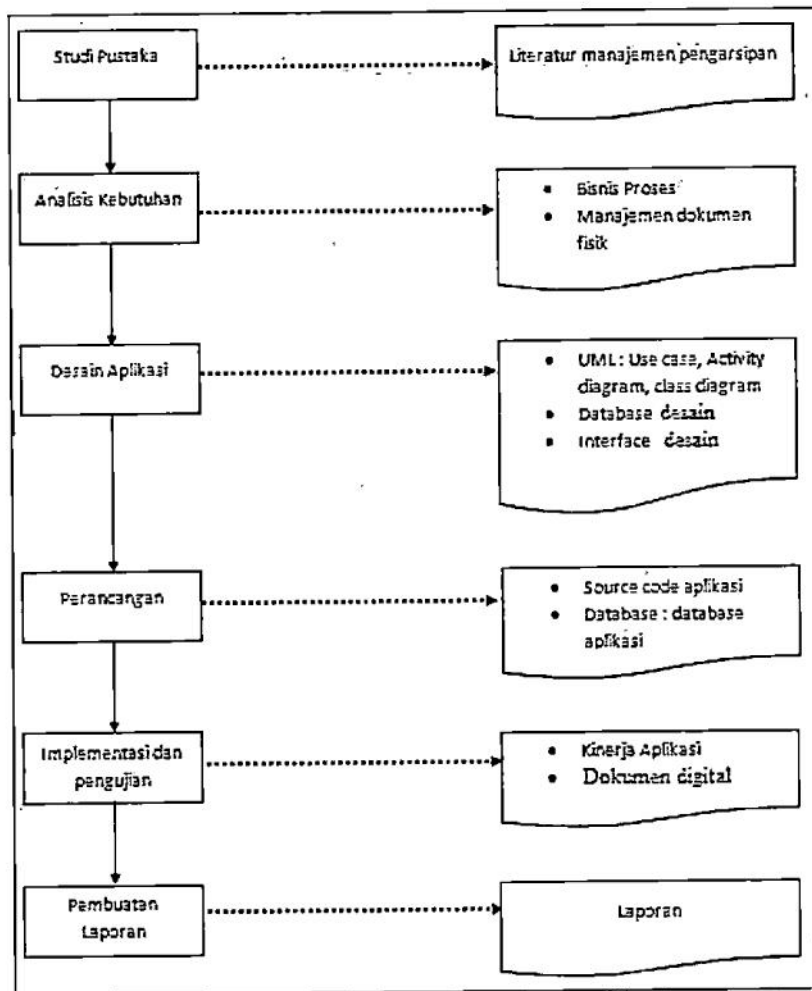 Studi Pustaka
Literatur manajemen pengarsipan
Analisis Kebutuhan
• Bisnis Proses
• Manajemen dokumen
fisik
Desain Aplikasi
• UML : Use case, Activity
diagram, class diagram
• Database desain
• Interface desain
Perancangan
• Source code aplikasi
• Database : database
aplikasi
Implementasi dan
pengujian
• Kinerja Aplikasi
• Dokumen digital
Pembuatan
Laporan
Laporan